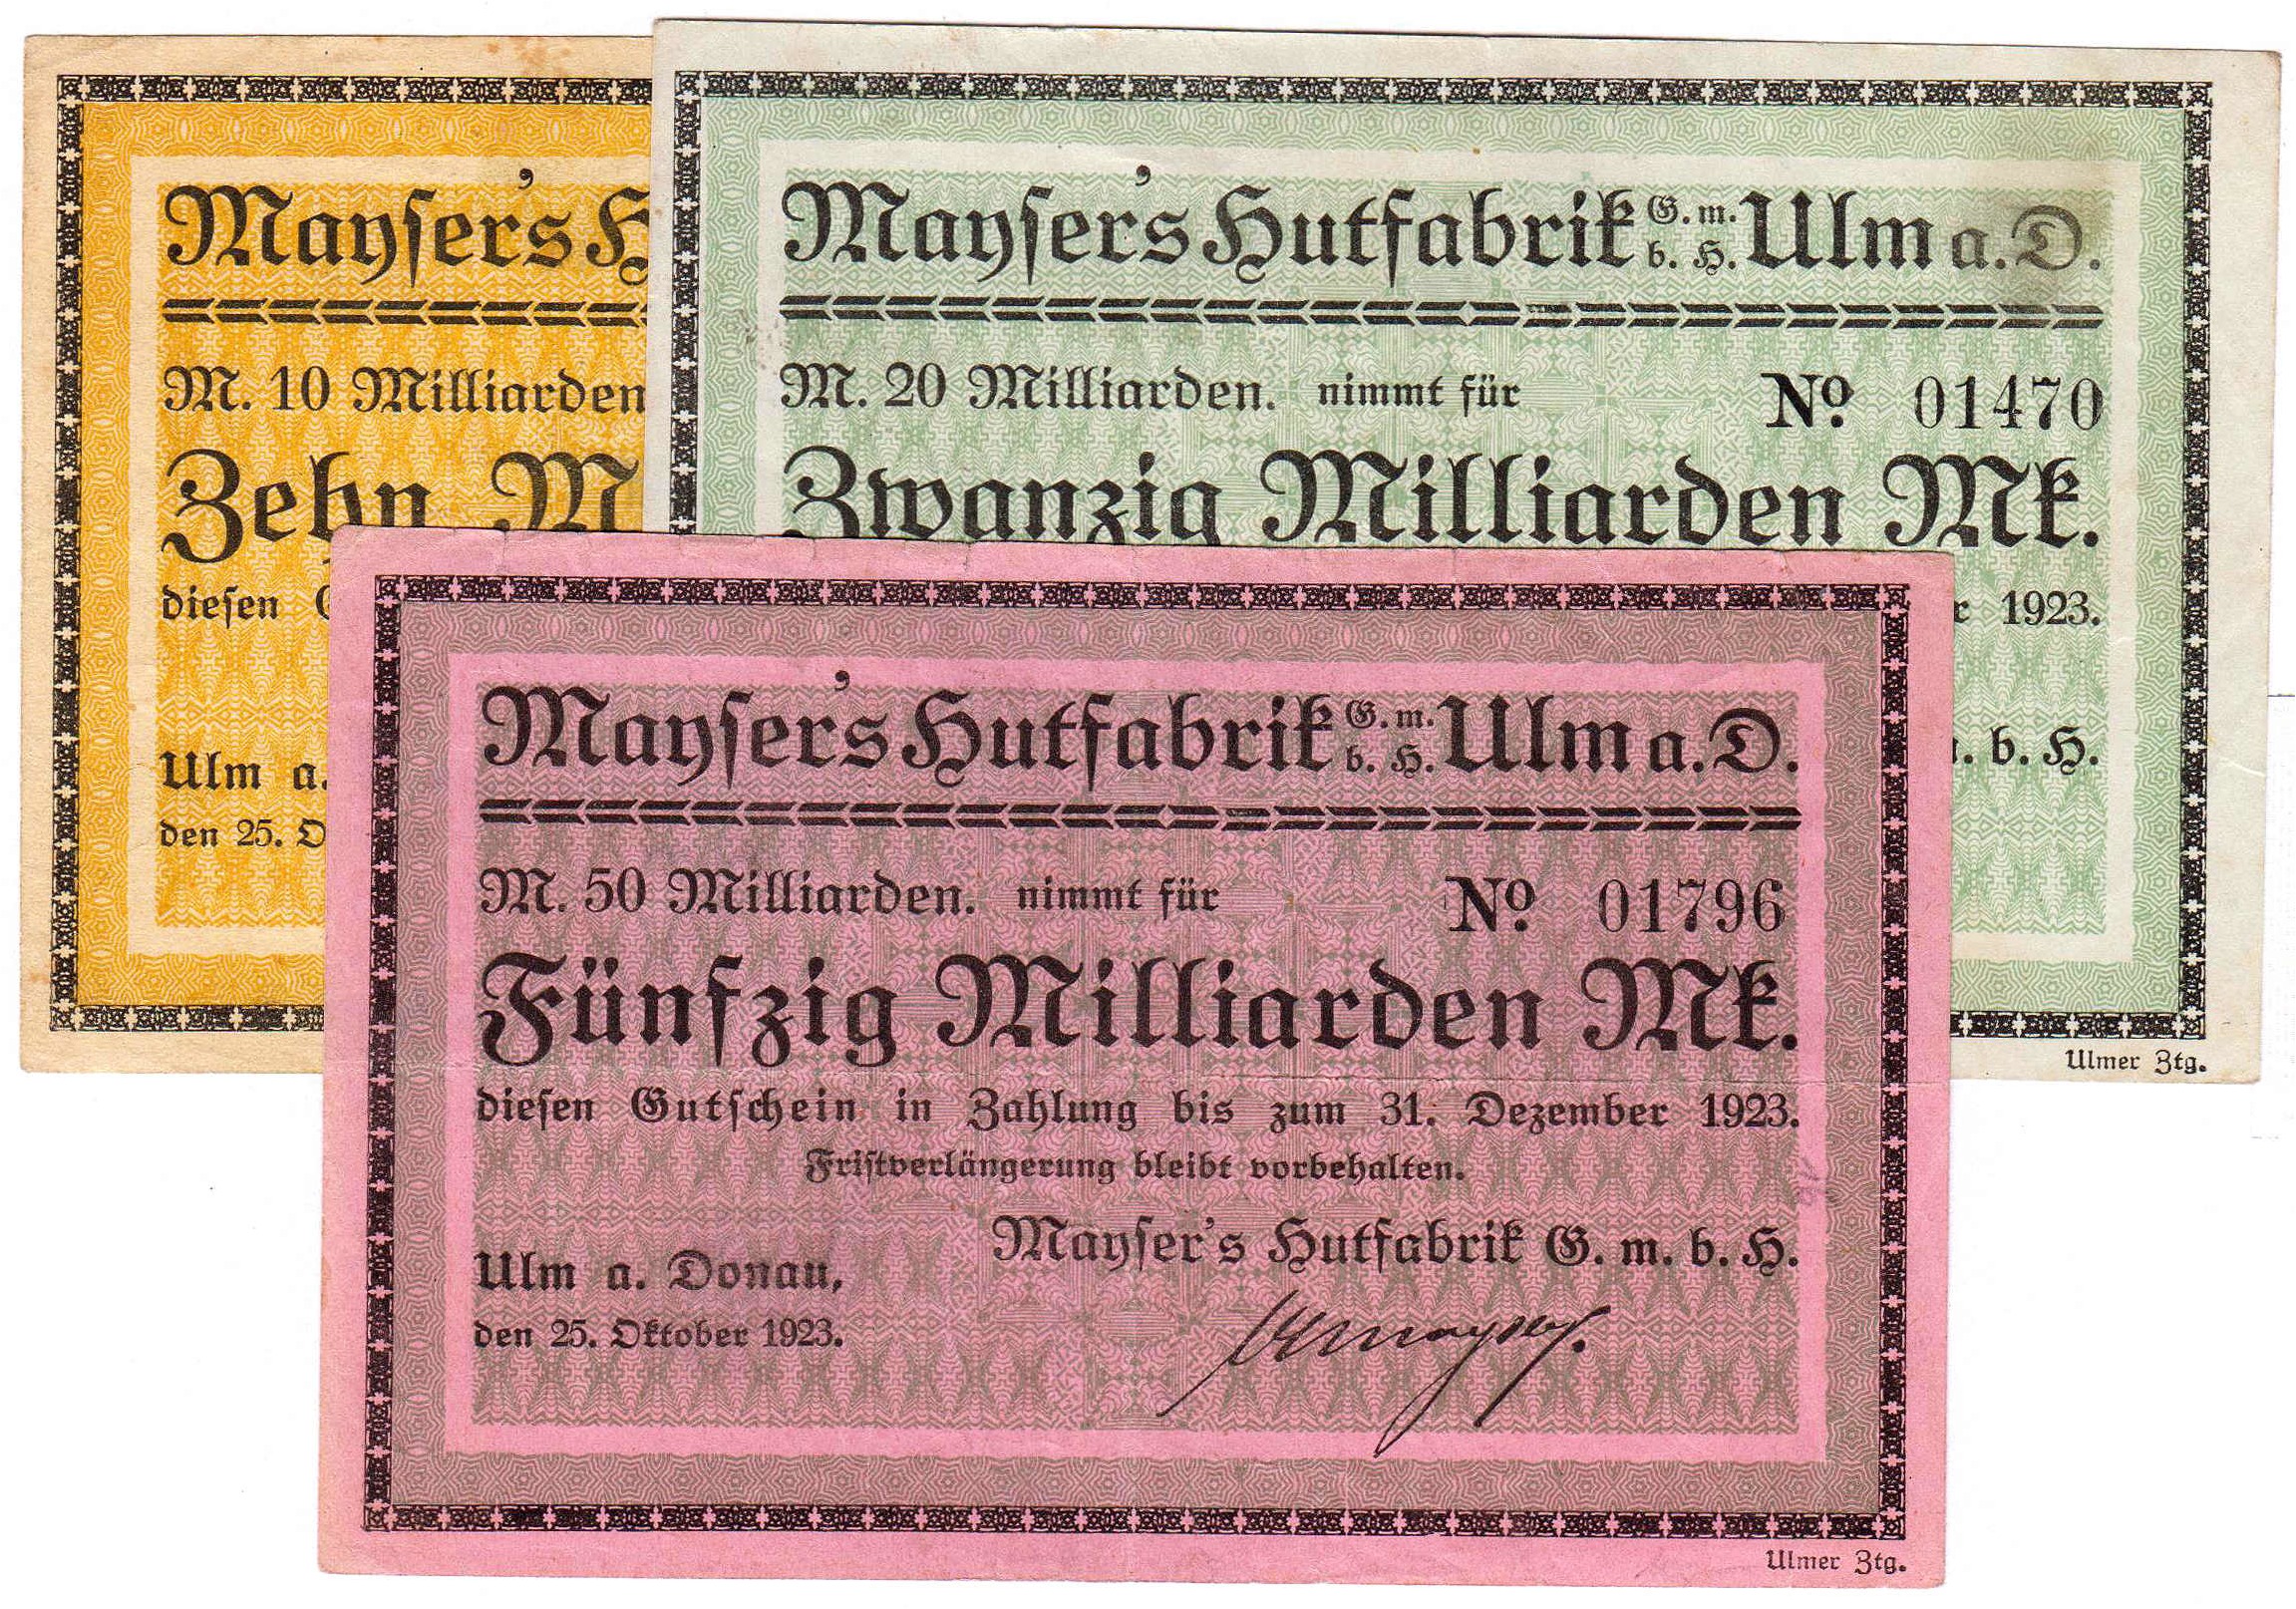 Mayser's H
M. 10 Milliarden
Zehn M
diesen
Ulm a.
den 25. O
Mayser's Hutfabrik G.m.b.H. Ulm a.D.
M. 20 Milliarden. nimmt für No 01470
Zwanzig Milliarden Mk.
1923.
b. H.
Ulmer Ztg.
Mayser's Hutfabrik G.m.b.H. Ulm a.D.
M. 50 Milliarden. nimmt für No 01796
Fünfzig Milliarden Mk.
diesen Gutschein in Zahlung bis zum 31. Dezember 1923.
Fristverlängerung bleibt vorbehalten.
Mayser's Hutfabrik G. m. b. H.
Ulm a. Donau,
den 25. Oktober 1923.
Ulmer Ztg.